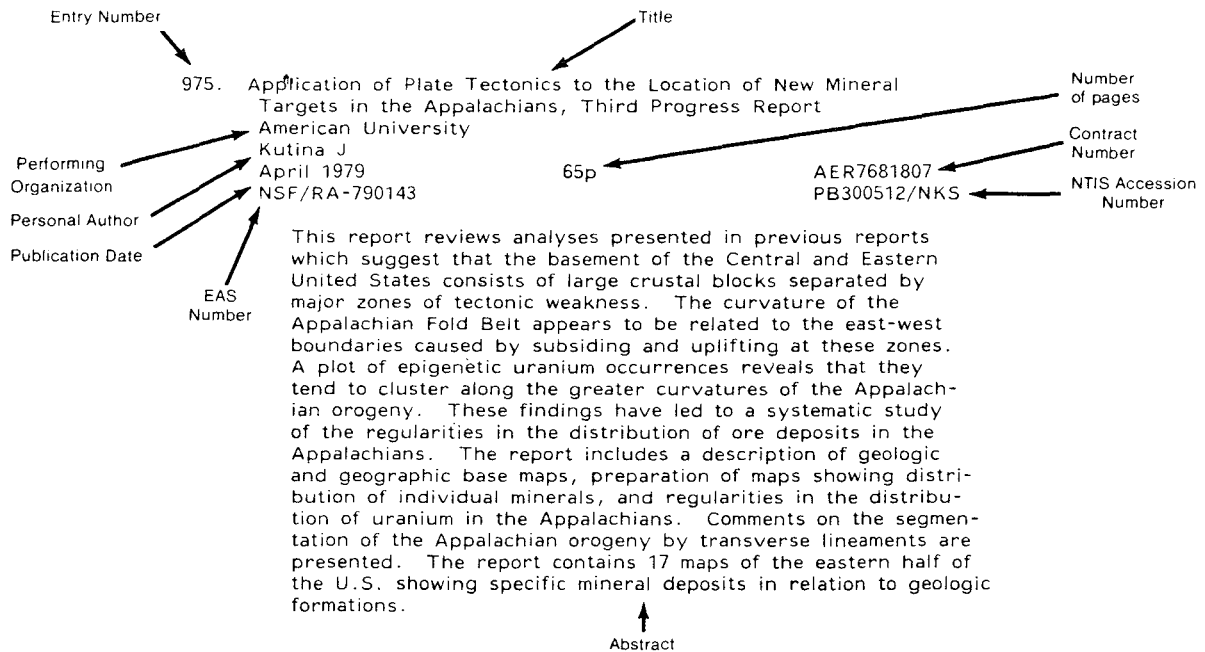 Entry Number
Title
975. Application of Plate Tectonics to the Location of New Mineral
Targets in the Appalachians, Third Progress Report
American University
Kutina J
April 1979 65p AER7681807
NSF/RA-790143 PB300512/NKS
Number
of pages
Contract
Number
NTIS Accession
Number
Performing
Organization
Personal Author
Publication Date
EAS
Number
This report reviews analyses presented in previous reports
which suggest that the basement of the Central and Eastern
United States consists of large crustal blocks separated by
major zones of tectonic weakness. The curvature of the
Appalachian Fold Belt appears to be related to the east-west
boundaries caused by subsiding and uplifting at these zones.
A plot of epigenetic uranium occurrences reveals that they
tend to cluster along the greater curvatures of the Appalach-
ian orogeny. These findings have led to a systematic study
of the regularities in the distribution of ore deposits in the
Appalachians. The report includes a description of geologic
and geographic base maps, preparation of maps showing distri-
bution of individual minerals, and regularities in the distribu-
tion of uranium in the Appalachians. Comments on the segmen-
tation of the Appalachian orogeny by transverse lineaments are
presented. The report contains 17 maps of the eastern half of
the U.S. showing specific mineral deposits in relation to geologic
formations.
Abstract